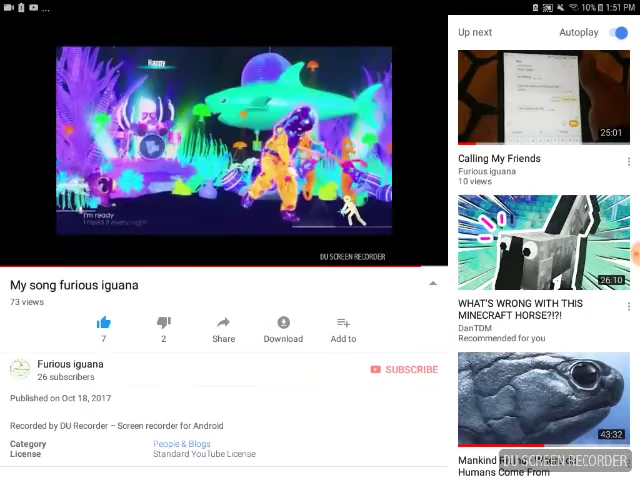 10% 1:51 PM
Happy
I'm ready
I need it every night
DU SCREEN RECORDER
My song furious iguana
73 views
7
2
Share
Download
Add to
Furious iguana
26 subscribers
SUBSCRIBE
Published on Oct 18, 2017
Recorded by DU Recorder – Screen recorder for Android
Category People & Blogs
License Standard YouTube License
Up next Autoplay
25:01
Calling My Friends
Furious iguana
10 views
26:10
WHAT'S WRONG WITH THIS
MINECRAFT HORSE?!?!
DanTDM
Recommended for you
43:32
Mankind
Humans Come From
DU SCREEN RECORDER